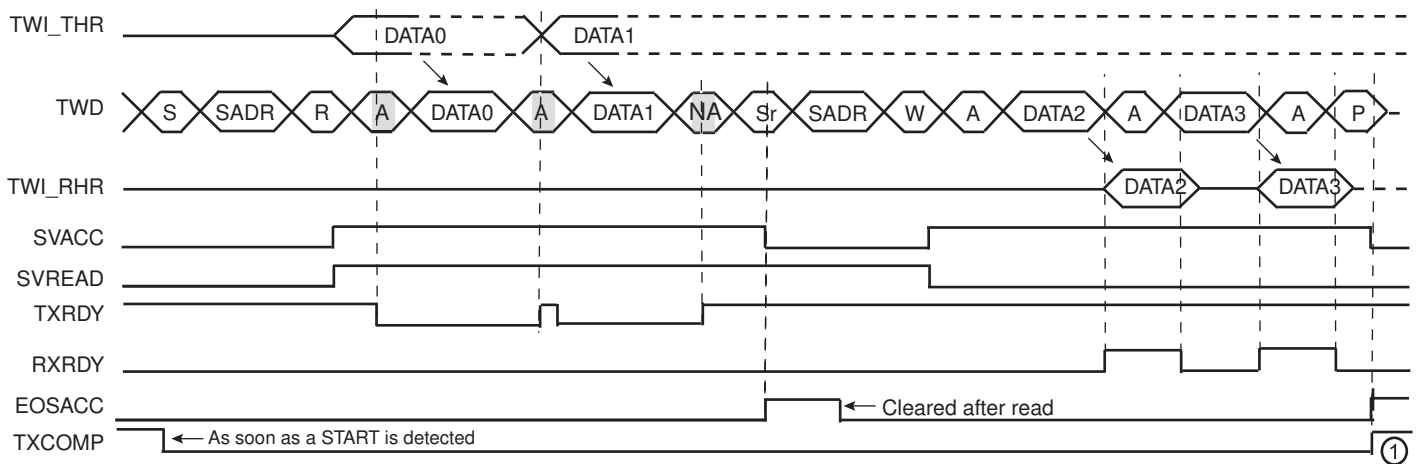 TWI_THR DATA0 DATA1
TWD S SADR R A DATA0 A DATA1 NA Sr SADR W A DATA2 A DATA3 A P
TWI_RHR DATA2 DATA3
SVACC
SVREAD
TXRDY
RXRDY
EOSACC Cleared after read
TXCOMP As soon as a START is detected 1